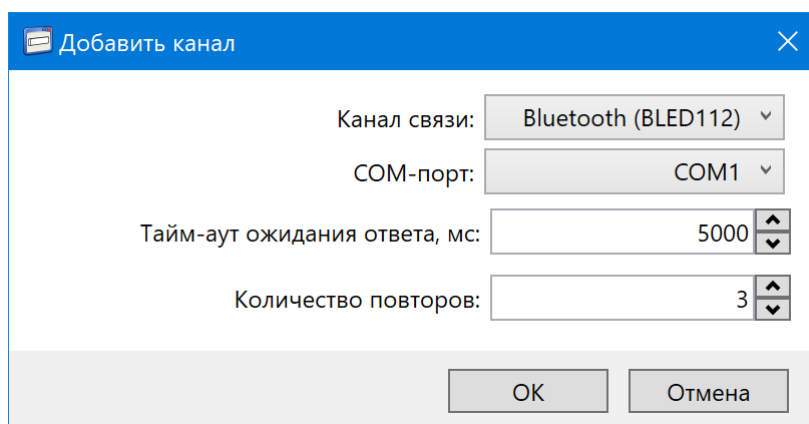 Добавить канал
Канал связи: Bluetooth (BLED112)
COM-порт: COM1
Тайм-аут ожидания ответа, мс: 5000
Количество повторов: 3
OK Отмена